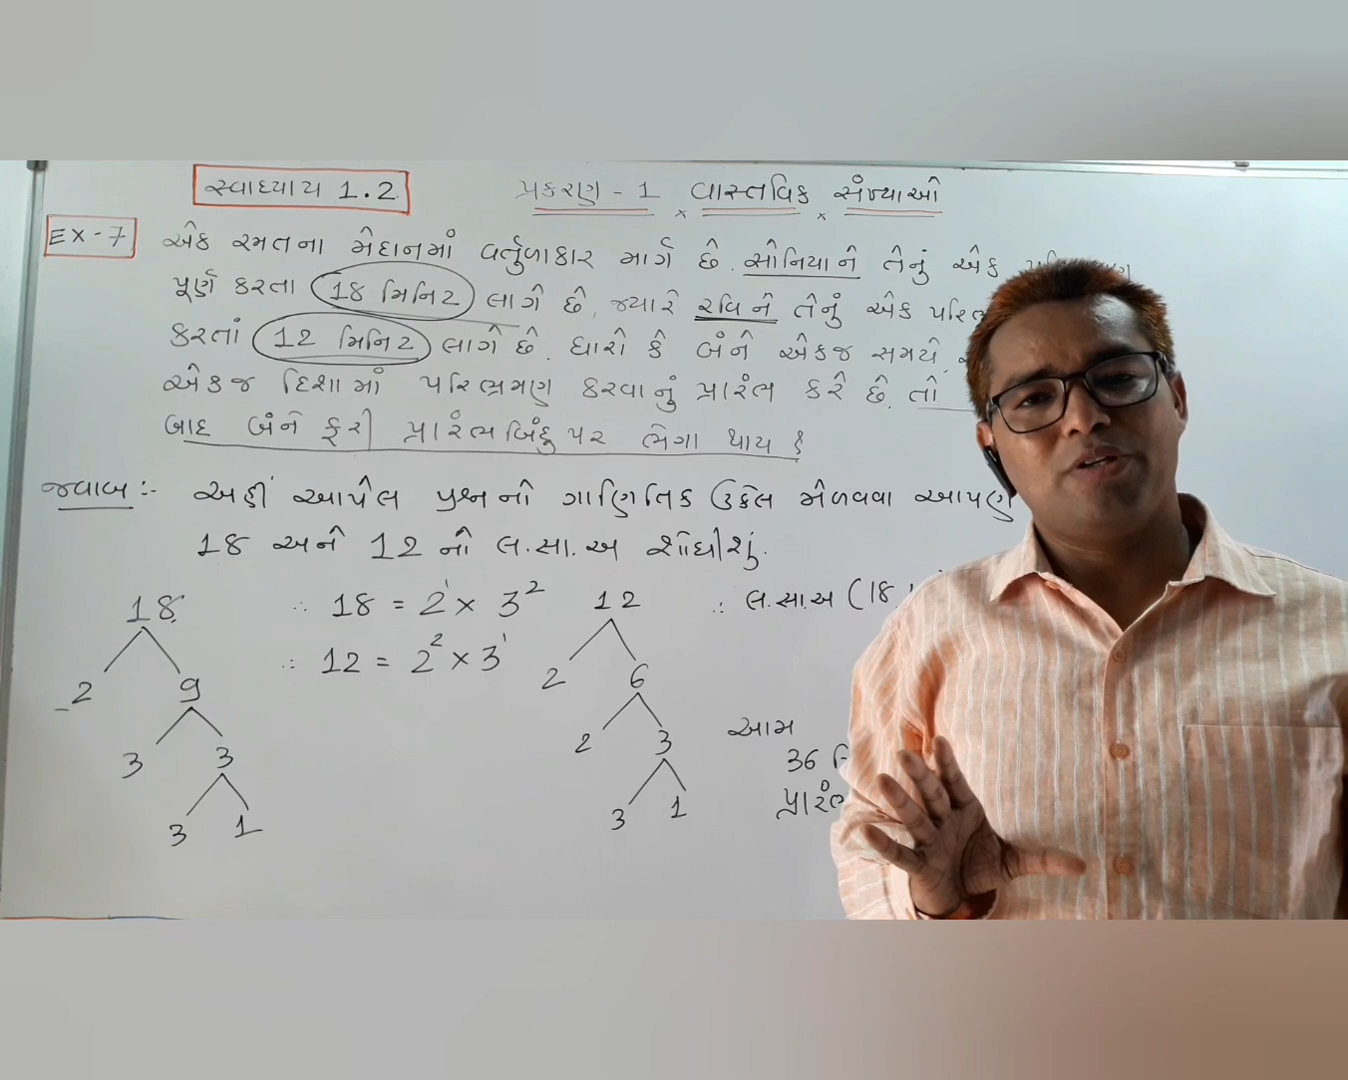 સ્વાધ્યાય 1.2
પ્રકરણ - 1 વાસ્તવિક સંખ્યાઓ
EX - 7
એક રમતના મેદાનમાં વર્તુળાકાર માર્ગ છે. સોનિયાને તેનું એક
પૂર્ણ કરતા 18 મિનિટ લાગે છે, જ્યારે રવિને તેનું એક
કરતાં 12 મિનિટ લાગે છે. ધારો કે બંને એકજ સમયે,
એકજ દિશામાં પરિભ્રમણ કરવાનું પ્રારંભ કરે છે. તો
બાદ બંને ફરી પ્રારંભબિંદુ પર ભેગા થાય ?
જવાબ :- અહીં આપેલ પ્રશ્નનો ગાણિતિક ઉકેલ મેળવવા આપણે
18 અને 12 નો લ.સા.અ શોધીશું.
18
2 9
3 3
3 1
∴ 18 = 2¹ × 3²
∴ 12 = 2² × 3¹
12
2 6
2 3
3 1
∴ લ.સા.અ (18,
આમ
36